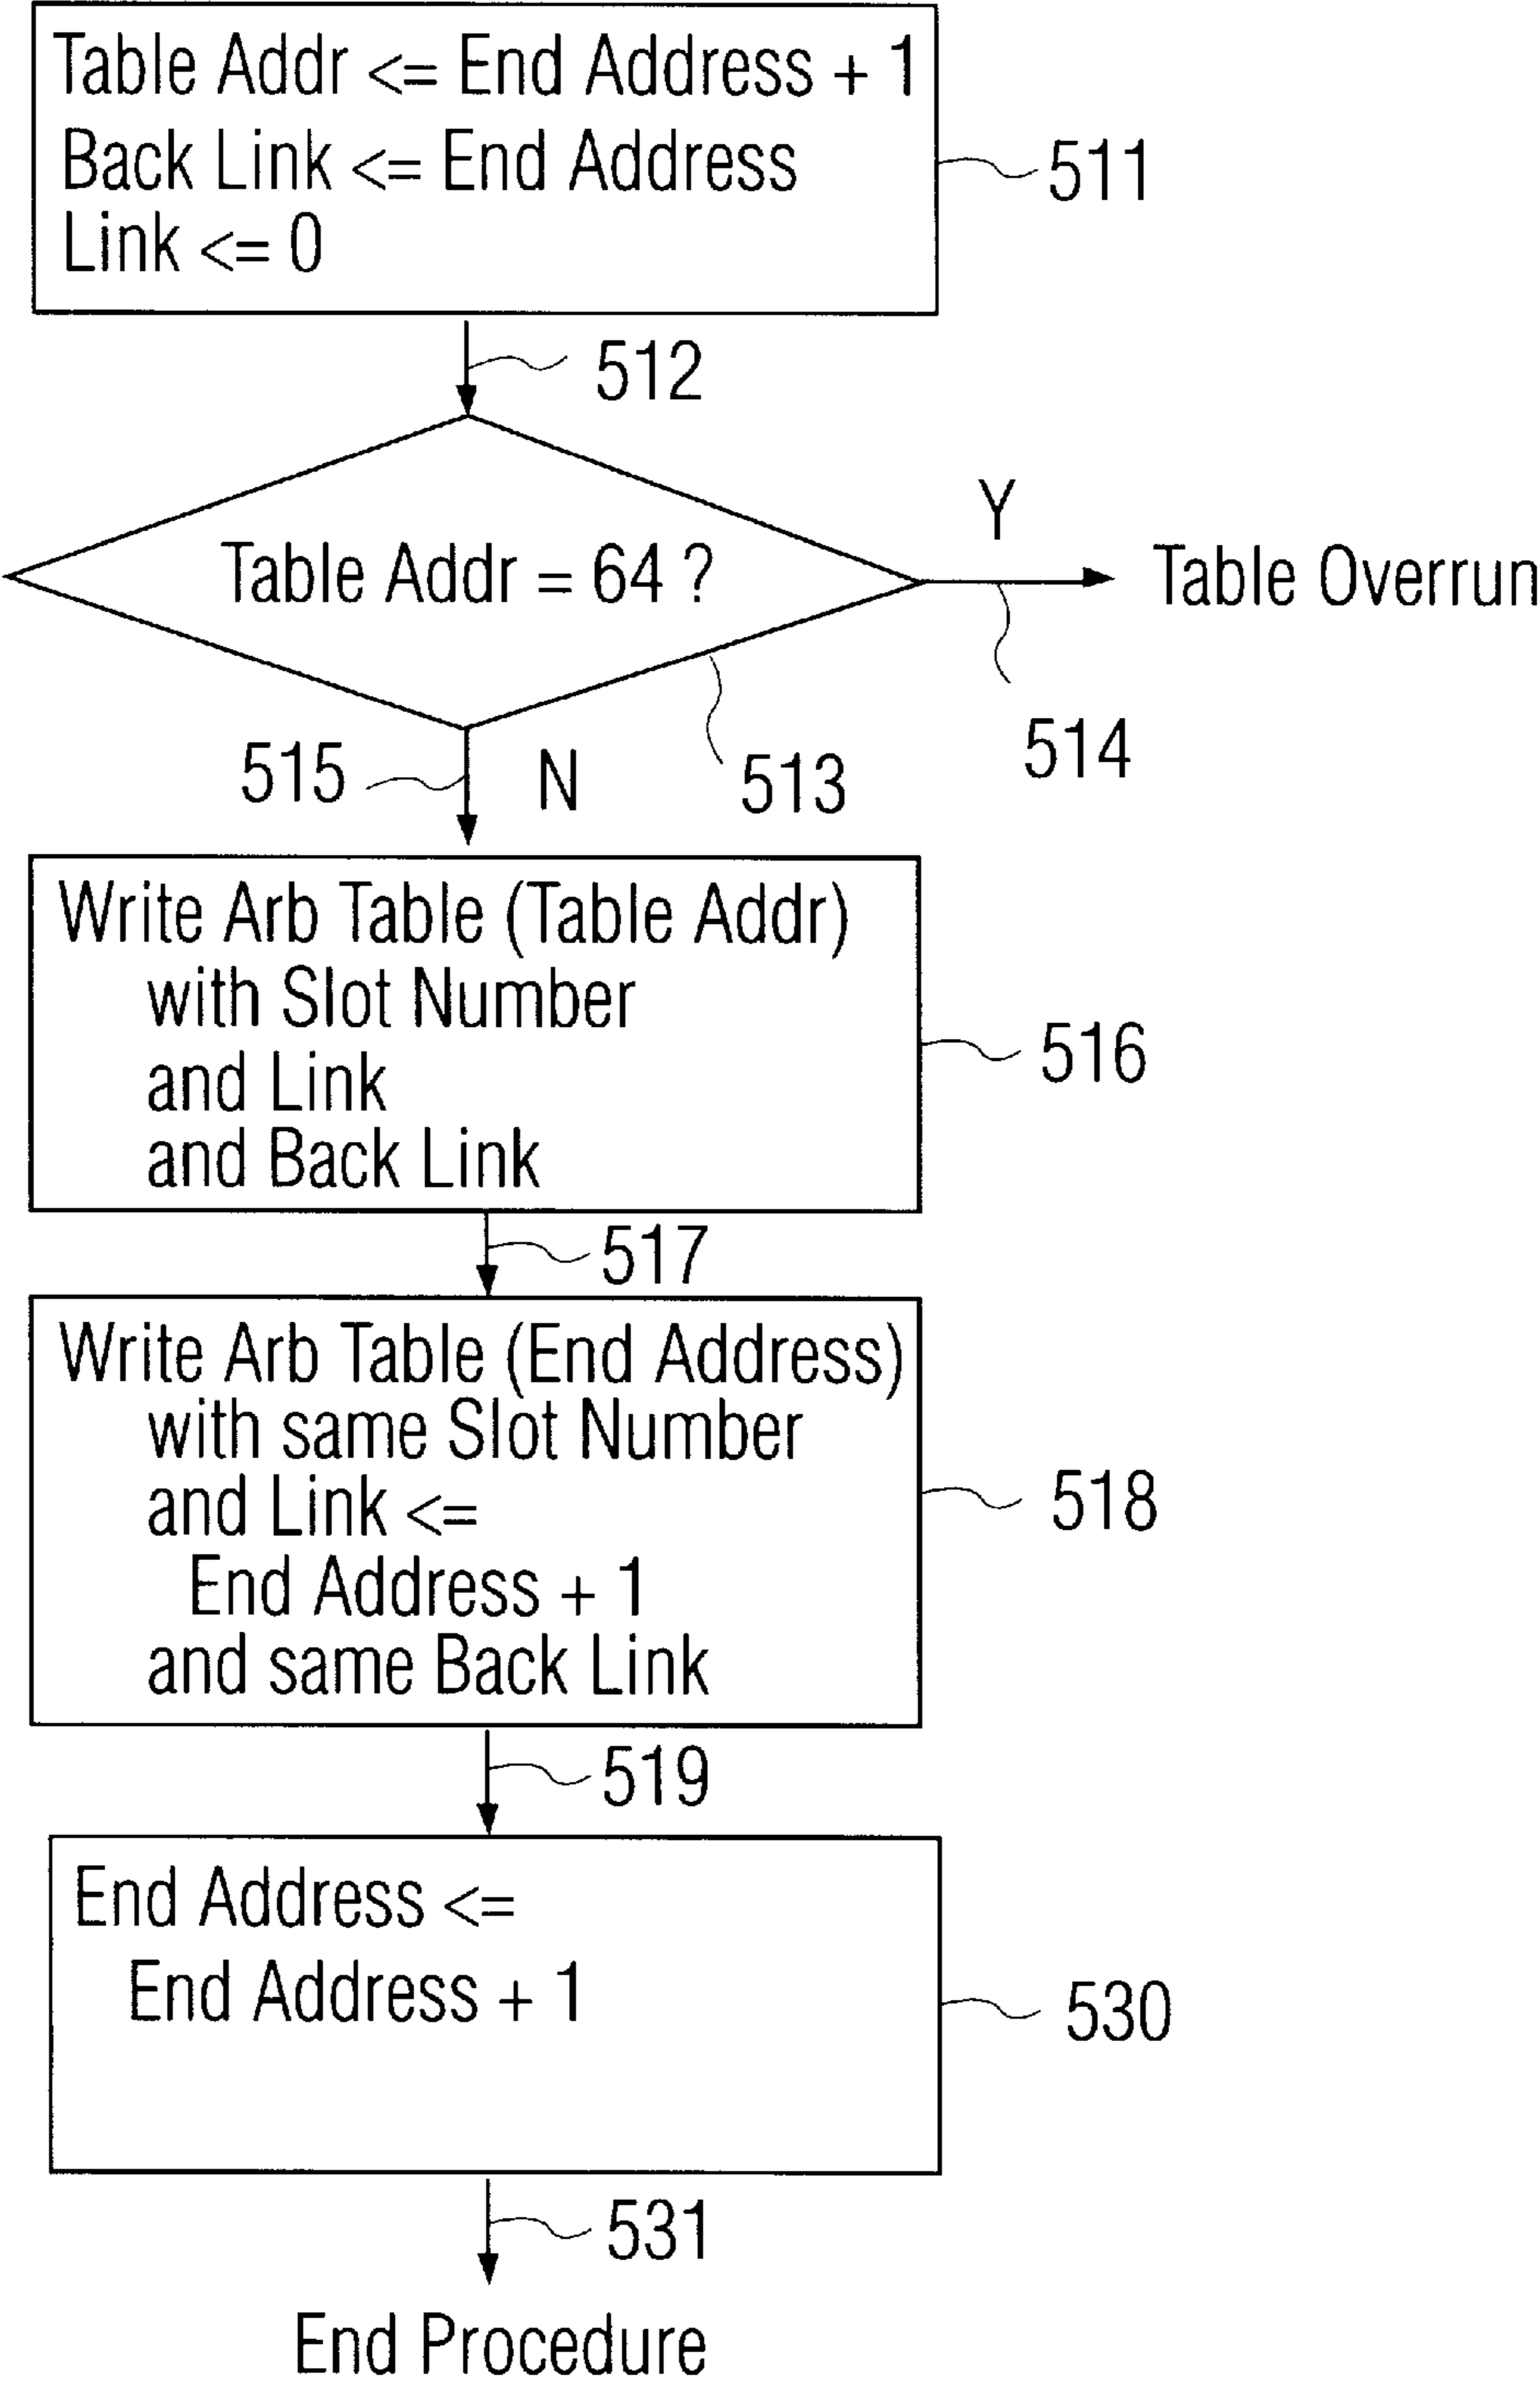 Table Addr <= End Address + 1
Back Link <= End Address
Link <= 0
511
512
Table Addr = 64 ?
Y
Table Overrun
514
513
515
N
Write Arb Table (Table Addr)
with Slot Number
and Link
and Back Link
516
517
Write Arb Table (End Address)
with same Slot Number
and Link <=
End Address + 1
and same Back Link
518
519
End Address <=
End Address + 1
530
531
End Procedure